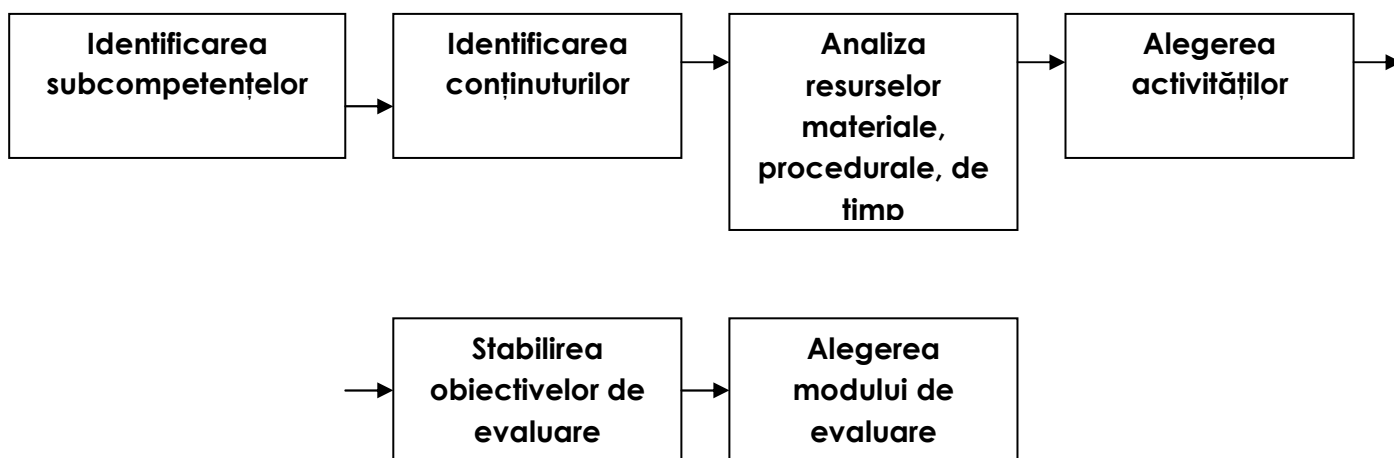 Identificarea
subcompetențelor
Identificarea
conținuturilor
Analiza
resurselor
materiale,
procedurale, de
timp
Alegerea
activităților
Stabilirea
obiectivelor de
evaluare
Alegerea
modului de
evaluare